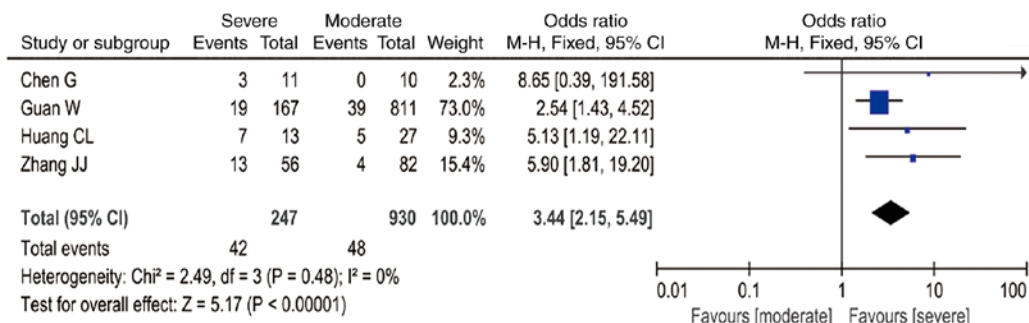 Severe Moderate Odds ratio Odds ratio
Study or subgroup Events Total Events Total Weight M-H, Fixed, 95% CI M-H, Fixed, 95% CI
Chen G 3 11 0 10 2.3% 8.65 [0.39, 191.58]
Guan W 19 167 39 811 73.0% 2.54 [1.43, 4.52]
Huang CL 7 13 5 27 9.3% 5.13 [1.19, 22.11]
Zhang JJ 13 56 4 82 15.4% 5.90 [1.81, 19.20]
Total (95% CI) 247 930 100.0% 3.44 [2.15, 5.49]
Total events 42 48
Heterogeneity: Chi² = 2.49, df = 3 (P = 0.48); I² = 0%
Test for overall effect: Z = 5.17 (P < 0.00001)
0.01 0.1 1 10 100
Favours [moderate] Favours [severe]